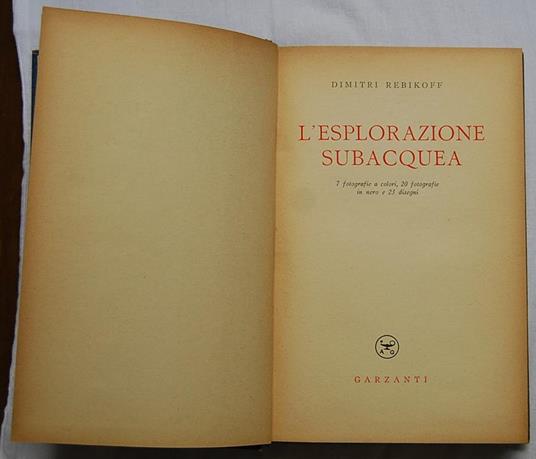 DIMITRI REBIKOFF
L'ESPLORAZIONE
SUBACQUEA
7 fotografie a colori, 20 fotografie
in nero e 23 disegni
GARZANTI